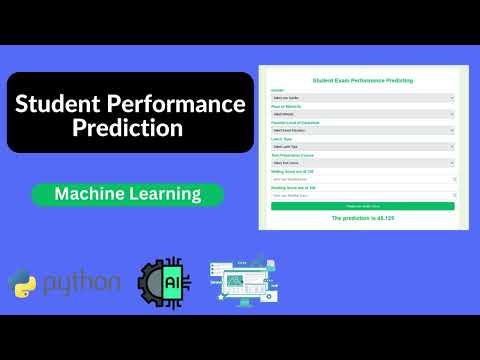 Student Performance
Prediction
Machine Learning
python
AI
Student Exam Performance Predicting
Gender
Race or Ethnicity
Parental Level of Education
Lunch Type
Test Preparation Course
Writing Score out of 100
Reading Score out of 100
The prediction is 45.125